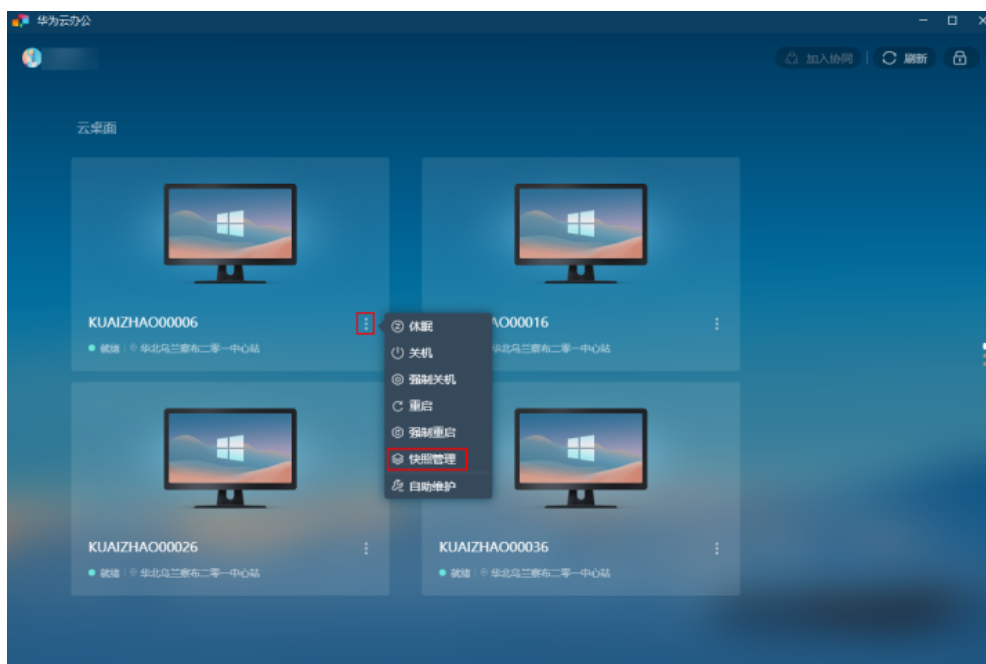 华为云办公
加入协同 刷新
云桌面
KUAIZHAO00006
就绪 华北乌兰察布二零一中心站
休眠
关机
强制关机
重启
强制重启
快照管理
自助维护
AO00016
华北乌兰察布二零一中心站
KUAIZHAO00026
就绪 华北乌兰察布二零一中心站
KUAIZHAO00036
就绪 华北乌兰察布二零一中心站